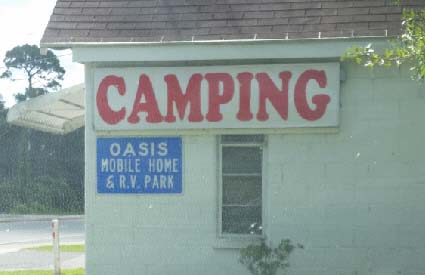 CAMPING
OASIS
MOBILE HOME
& R.V. PARK